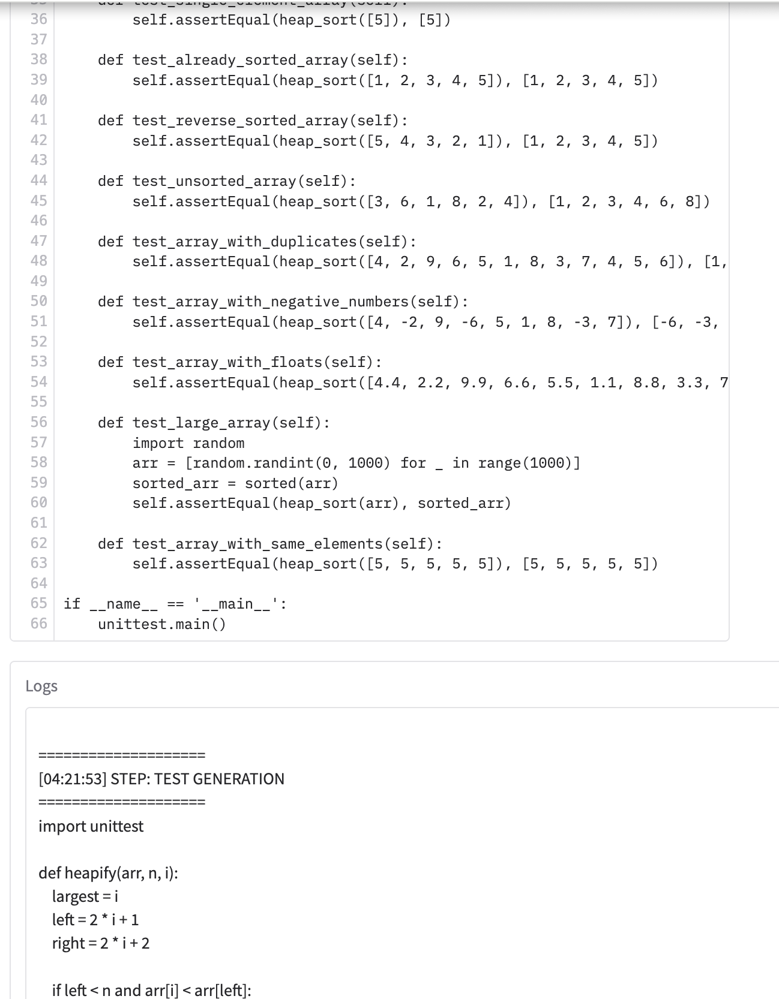 35     def test_single_element_array(self):
36         self.assertEqual(heap_sort([5]), [5])
37
38     def test_already_sorted_array(self):
39         self.assertEqual(heap_sort([1, 2, 3, 4, 5]), [1, 2, 3, 4, 5])
40
41     def test_reverse_sorted_array(self):
42         self.assertEqual(heap_sort([5, 4, 3, 2, 1]), [1, 2, 3, 4, 5])
43
44     def test_unsorted_array(self):
45         self.assertEqual(heap_sort([3, 6, 1, 8, 2, 4]), [1, 2, 3, 4, 6, 8])
46
47     def test_array_with_duplicates(self):
48         self.assertEqual(heap_sort([4, 2, 9, 6, 5, 1, 8, 3, 7, 4, 5, 6]), [1,
49
50     def test_array_with_negative_numbers(self):
51         self.assertEqual(heap_sort([4, -2, 9, -6, 5, 1, 8, -3, 7]), [-6, -3,
52
53     def test_array_with_floats(self):
54         self.assertEqual(heap_sort([4.4, 2.2, 9.9, 6.6, 5.5, 1.1, 8.8, 3.3, 7
55
56     def test_large_array(self):
57         import random
58         arr = [random.randint(0, 1000) for _ in range(1000)]
59         sorted_arr = sorted(arr)
60         self.assertEqual(heap_sort(arr), sorted_arr)
61
62     def test_array_with_same_elements(self):
63         self.assertEqual(heap_sort([5, 5, 5, 5, 5]), [5, 5, 5, 5, 5])
64
65 if __name__ == '__main__':
66     unittest.main()
Logs
====================
[04:21:53] STEP: TEST GENERATION
====================
import unittest
def heapify(arr, n, i):
    largest = i
    left = 2 * i + 1
    right = 2 * i + 2
    if left < n and arr[i] < arr[left]: